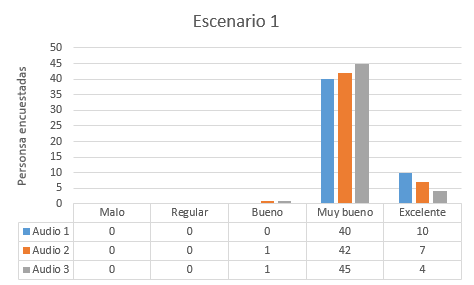 Escenario 1
Personsa encuestadas
50
45
40
35
30
25
20
15
10
5
0
Malo Regular Bueno Muy bueno Excelente
Audio 1 0 0 0 40 10
Audio 2 0 0 1 42 7
Audio 3 0 0 1 45 4